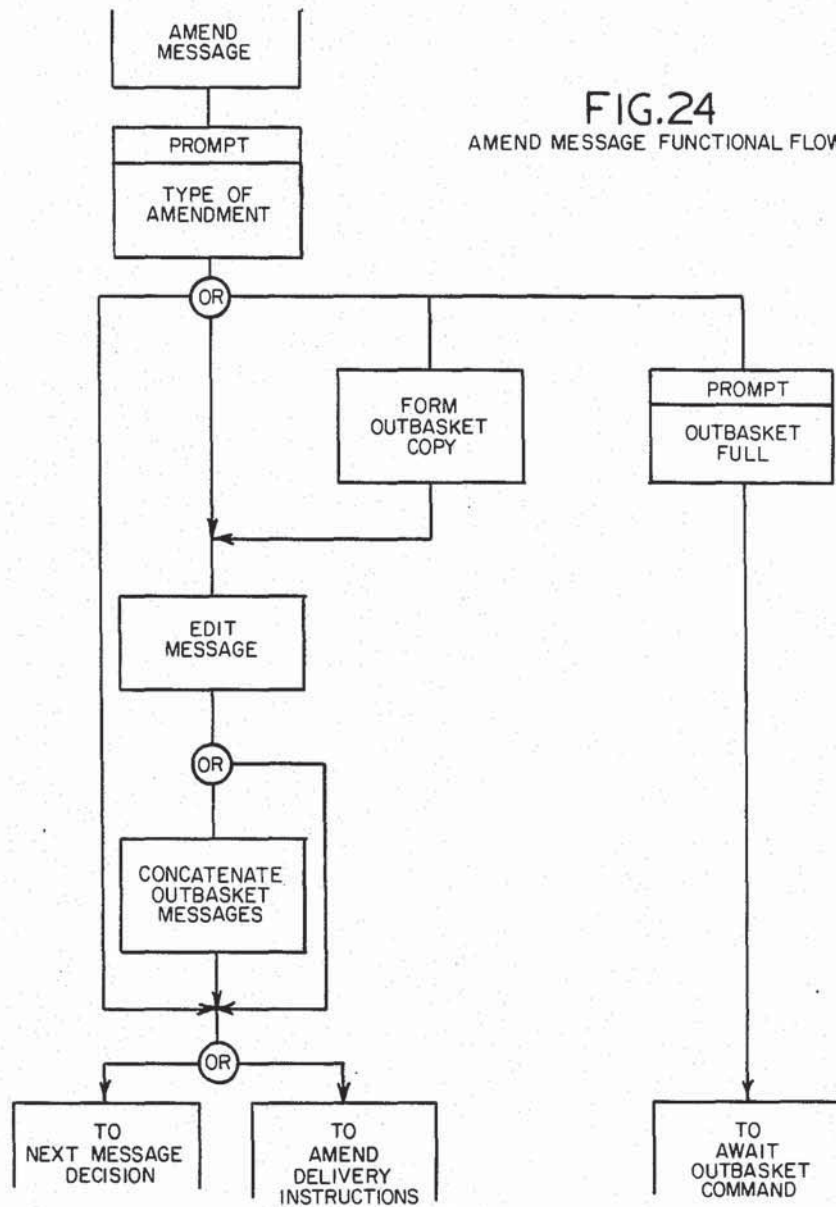 AMEND
MESSAGE
FIG.24
AMEND MESSAGE FUNCTIONAL FLOW
PROMPT
TYPE OF
AMENDMENT
OR
FORM
OUTBASKET
COPY
PROMPT
OUTBASKET
FULL
EDIT
MESSAGE
OR
CONCATENATE
OUTBASKET
MESSAGES
OR
TO
NEXT MESSAGE
DECISION
TO
AMEND
DELIVERY
INSTRUCTIONS
TO
AWAIT
OUTBASKET
COMMAND